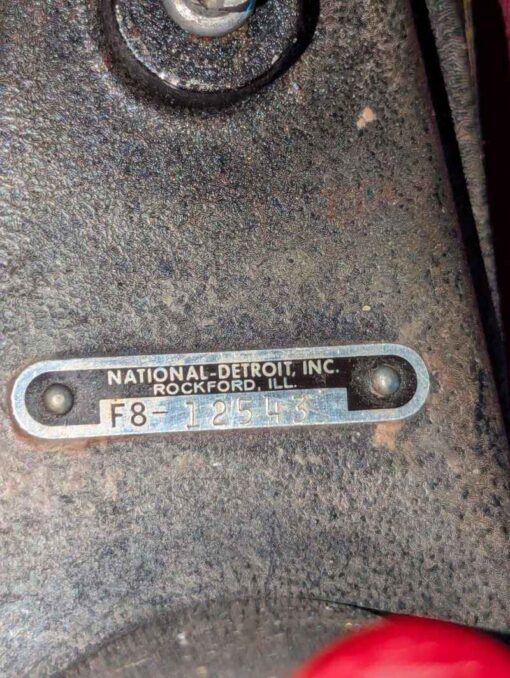 NATIONAL-DETROIT, INC.
ROCKFORD, ILL.
F8-12543